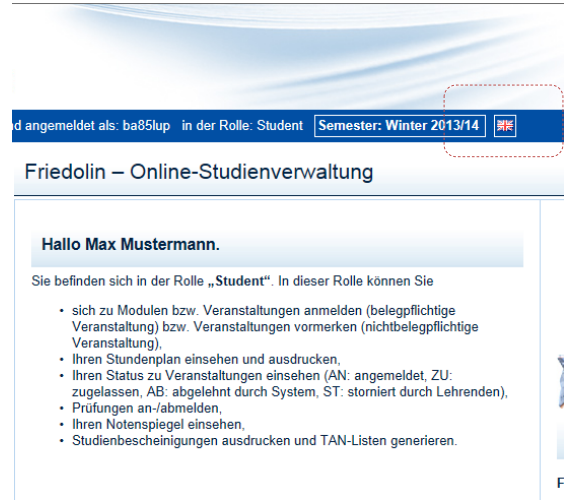 d angemeldet als: ba85lup in der Rolle: Student Semester: Winter 2013/14
Friedolin – Online-Studienverwaltung
Hallo Max Mustermann.
Sie befinden sich in der Rolle „Student“. In dieser Rolle können Sie
• sich zu Modulen bzw. Veranstaltungen anmelden (belegpflichtige
Veranstaltung) bzw. Veranstaltungen vormerken (nichtbelegpflichtige
Veranstaltung),
• Ihren Stundenplan einsehen und ausdrucken,
• Ihren Status zu Veranstaltungen einsehen (AN: angemeldet, ZU:
zugelassen, AB: abgelehnt durch System, ST: storniert durch Lehrenden),
• Prüfungen an-/abmelden,
• Ihren Notenspiegel einsehen,
• Studienbescheinigungen ausdrucken und TAN-Listen generieren.
F